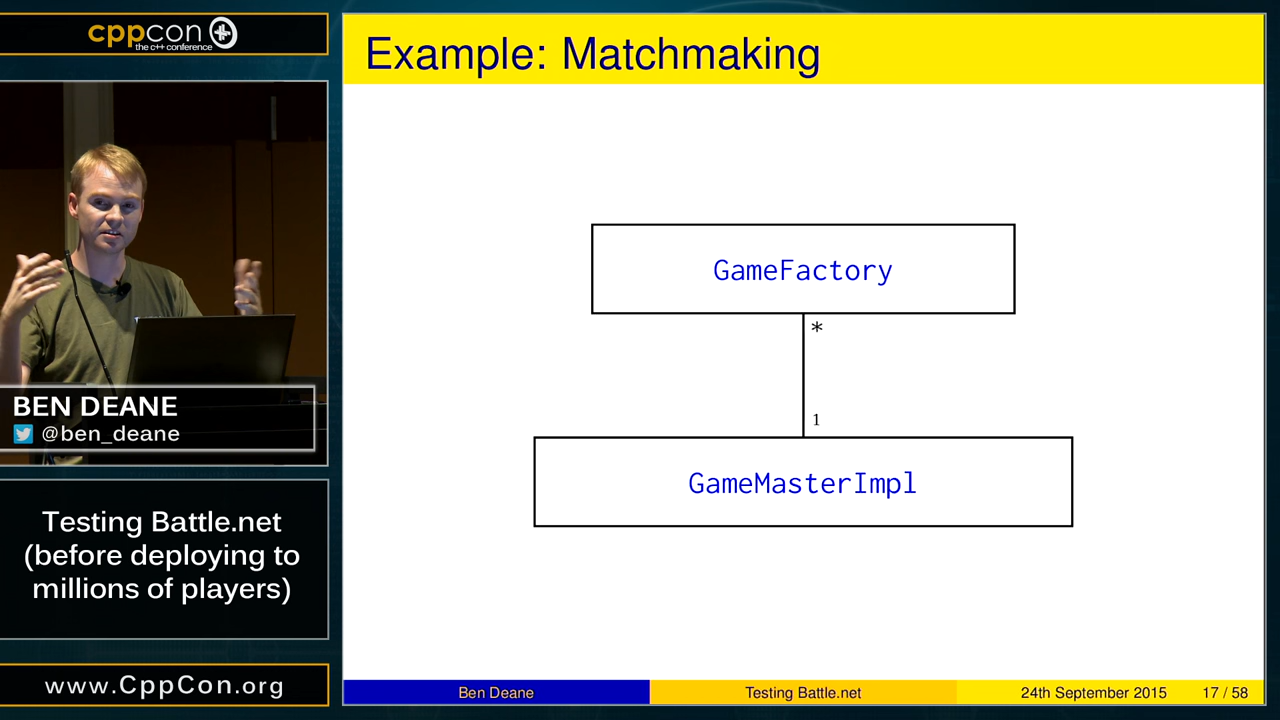 cppcon
the c++ conference
BEN DEANE
@ben_deane
Testing Battle.net
(before deploying to
millions of players)
www.CppCon.org
Example: Matchmaking
GameFactory
*
1
GameMasterImpl
Ben Deane
Testing Battle.net
24th September 2015
17 / 58